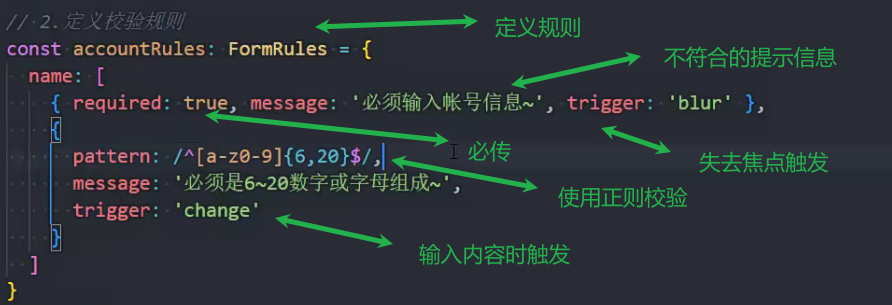 // 2.定义校验规则
定义规则
const accountRules: FormRules = {
不符合的提示信息
name: [
{ required: true, message: '必须输入帐号信息~', trigger: 'blur' },
{
必传
失去焦点触发
pattern: /^[a-z0-9]{6,20}$/,
message: '必须是6~20数字或字母组成~',
使用正则校验
trigger: 'change'
}
输入内容时触发
]
}